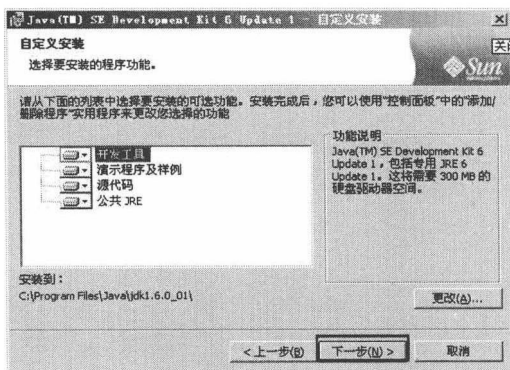 Java(TM) SE Development Kit 6 Update 1 - 自定义安装
自定义安装
选择要安装的程序功能。
关
Sun
请从下面的列表中选择要安装的可选功能。安装完成后，您可以使用“控制面板”中的“添加/
删除程序”实用程序来更改您选择的功能
开发工具
演示程序及样例
源代码
公共 JRE
功能说明
Java(TM) SE Development Kit 6
Update 1，包括专用 JRE 6
Update 1。这将需要 300 MB 的
硬盘驱动器空间。
安装到：
C:\Program Files\Java\jdk1.6.0_01\
更改(A)...
< 上一步(B)
下一步(N) >
取消